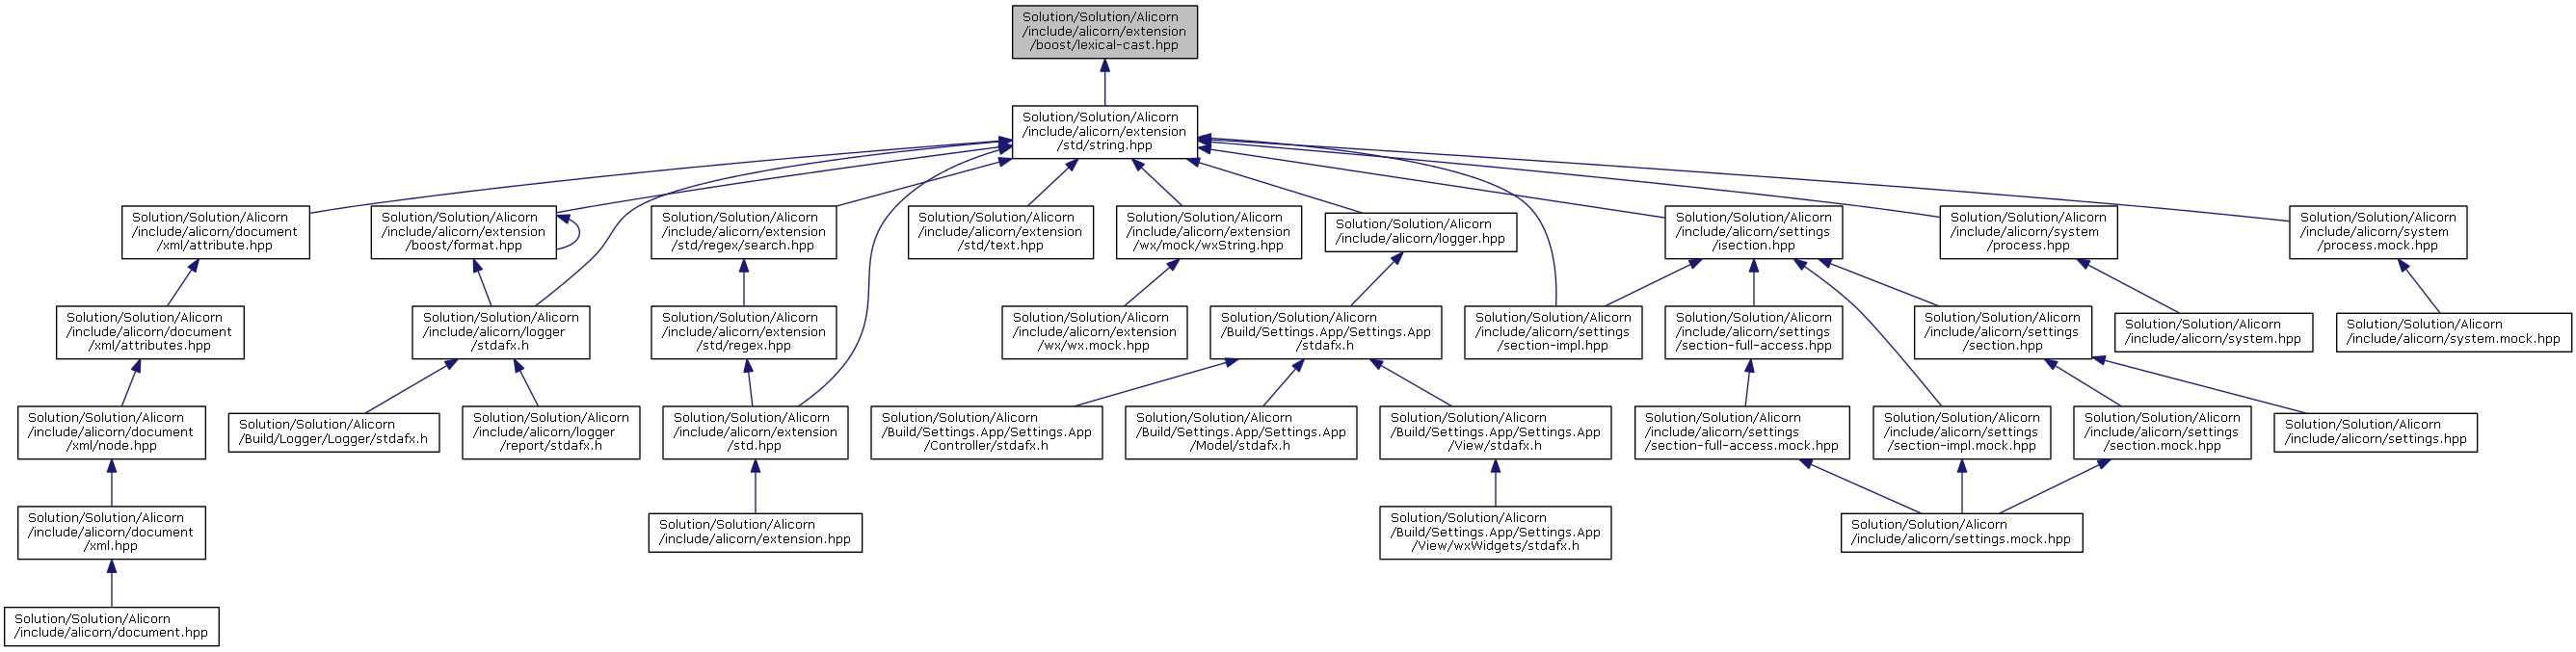 Solution/Solution/Alicorn
/include/alicorn/extension
/boost/lexical-cast.hpp
Solution/Solution/Alicorn
/include/alicorn/extension
/std/string.hpp
Solution/Solution/Alicorn
/include/alicorn/document
/xml/attribute.hpp
Solution/Solution/Alicorn
/include/alicorn/extension
/boost/format.hpp
Solution/Solution/Alicorn
/include/alicorn/extension
/std/regex/search.hpp
Solution/Solution/Alicorn
/include/alicorn/extension
/std/text.hpp
Solution/Solution/Alicorn
/include/alicorn/extension
/wx/mock/wxString.hpp
Solution/Solution/Alicorn
/include/alicorn/logger.hpp
Solution/Solution/Alicorn
/include/alicorn/settings
/isection.hpp
Solution/Solution/Alicorn
/include/alicorn/system
/process.hpp
Solution/Solution/Alicorn
/include/alicorn/system
/process.mock.hpp
Solution/Solution/Alicorn
/include/alicorn/document
/xml/attributes.hpp
Solution/Solution/Alicorn
/include/alicorn/logger
/stdafx.h
Solution/Solution/Alicorn
/include/alicorn/extension
/std/regex.hpp
Solution/Solution/Alicorn
/include/alicorn/extension
/wx/wx.mock.hpp
Solution/Solution/Alicorn
/Build/Settings.App/Settings.App
/stdafx.h
Solution/Solution/Alicorn
/include/alicorn/settings
/section-impl.hpp
Solution/Solution/Alicorn
/include/alicorn/settings
/section-full-access.hpp
Solution/Solution/Alicorn
/include/alicorn/settings
/section.hpp
Solution/Solution/Alicorn
/include/alicorn/system.hpp
Solution/Solution/Alicorn
/include/alicorn/system.mock.hpp
Solution/Solution/Alicorn
/include/alicorn/document
/xml/node.hpp
Solution/Solution/Alicorn
/Build/Logger/Logger/stdafx.h
Solution/Solution/Alicorn
/include/alicorn/logger
/report/stdafx.h
Solution/Solution/Alicorn
/include/alicorn/extension
/std.hpp
Solution/Solution/Alicorn
/Build/Settings.App/Settings.App
/Controller/stdafx.h
Solution/Solution/Alicorn
/Build/Settings.App/Settings.App
/Model/stdafx.h
Solution/Solution/Alicorn
/Build/Settings.App/Settings.App
/View/stdafx.h
Solution/Solution/Alicorn
/include/alicorn/settings
/section-full-access.mock.hpp
Solution/Solution/Alicorn
/include/alicorn/settings
/section-impl.mock.hpp
Solution/Solution/Alicorn
/include/alicorn/settings
/section.mock.hpp
Solution/Solution/Alicorn
/include/alicorn/settings.hpp
Solution/Solution/Alicorn
/include/alicorn/document
/xml.hpp
Solution/Solution/Alicorn
/include/alicorn/extension.hpp
Solution/Solution/Alicorn
/Build/Settings.App/Settings.App
/View/wxWidgets/stdafx.h
Solution/Solution/Alicorn
/include/alicorn/settings.mock.hpp
Solution/Solution/Alicorn
/include/alicorn/document.hpp